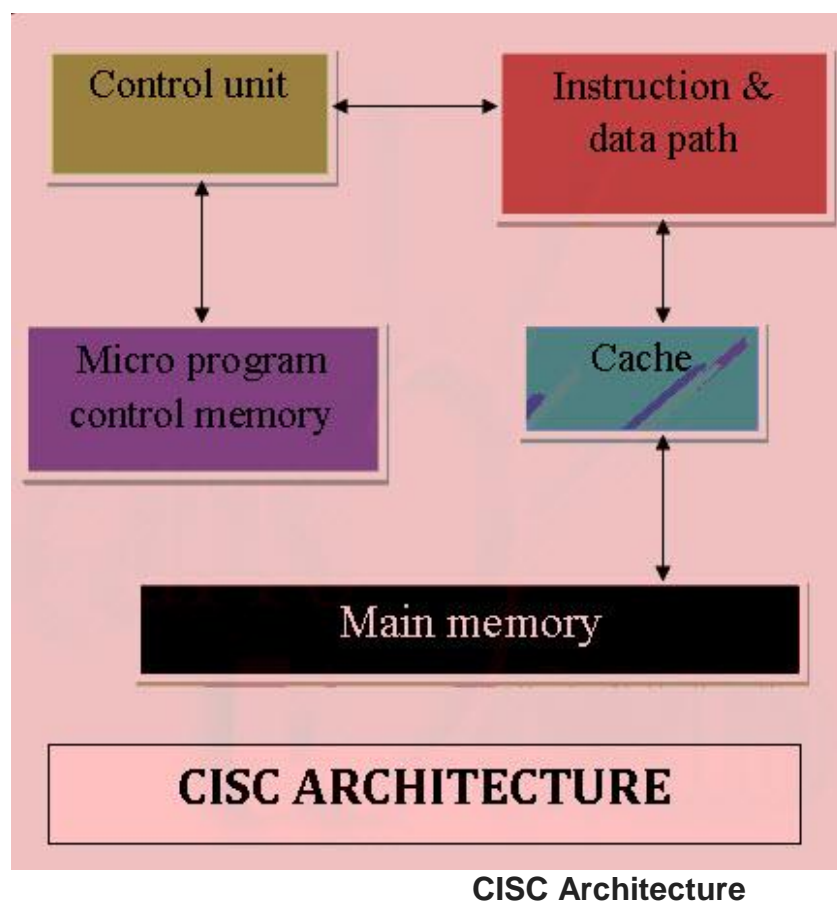 Control unit
Instruction &
data path
Micro program
control memory
Cache
Main memory
CISC ARCHITECTURE
CISC Architecture